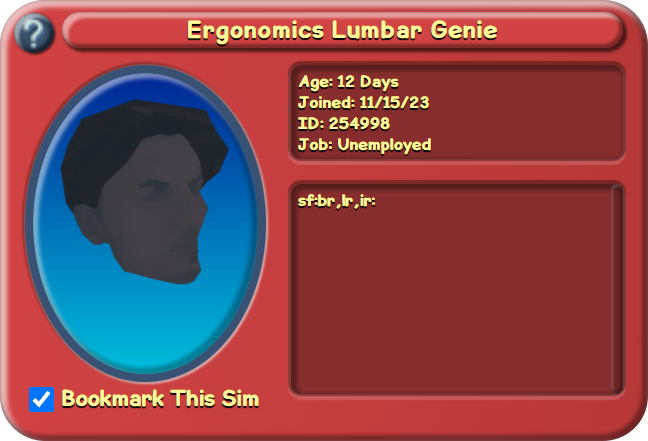 ?
Ergonomics Lumbar Genie
Age: 12 Days
Joined: 11/15/23
ID: 254998
Job: Unemployed
sf:br,lr,ir:
Bookmark This Sim